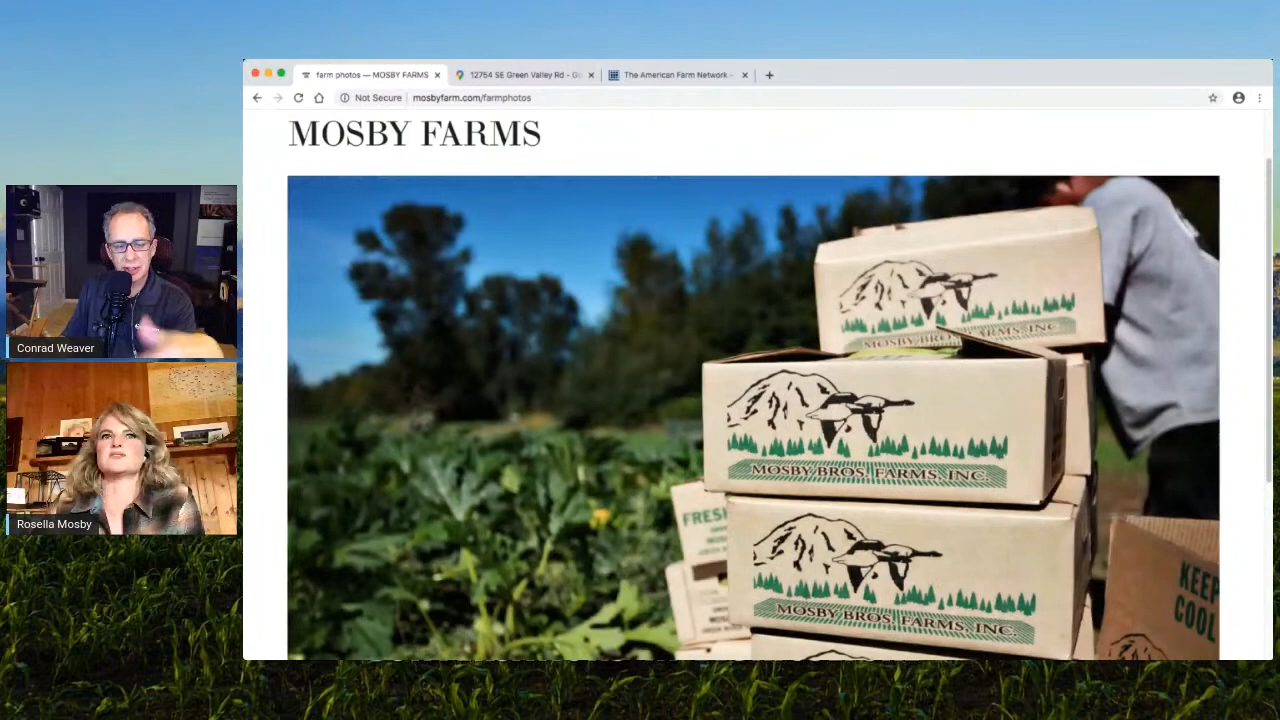 farm photos — MOSBY FARMS
12754 SE Green Valley Rd - G
The American Farm Network -
Not Secure | mosbyfarm.com/farmphotos
MOSBY FARMS
MOSBY BROS. FARMS, INC.
MOSBY BROS. FARMS, INC.
FRESH
MOSBY BROS. FARMS, INC.
KEEP
COOL
Conrad Weaver
Rosella Mosby